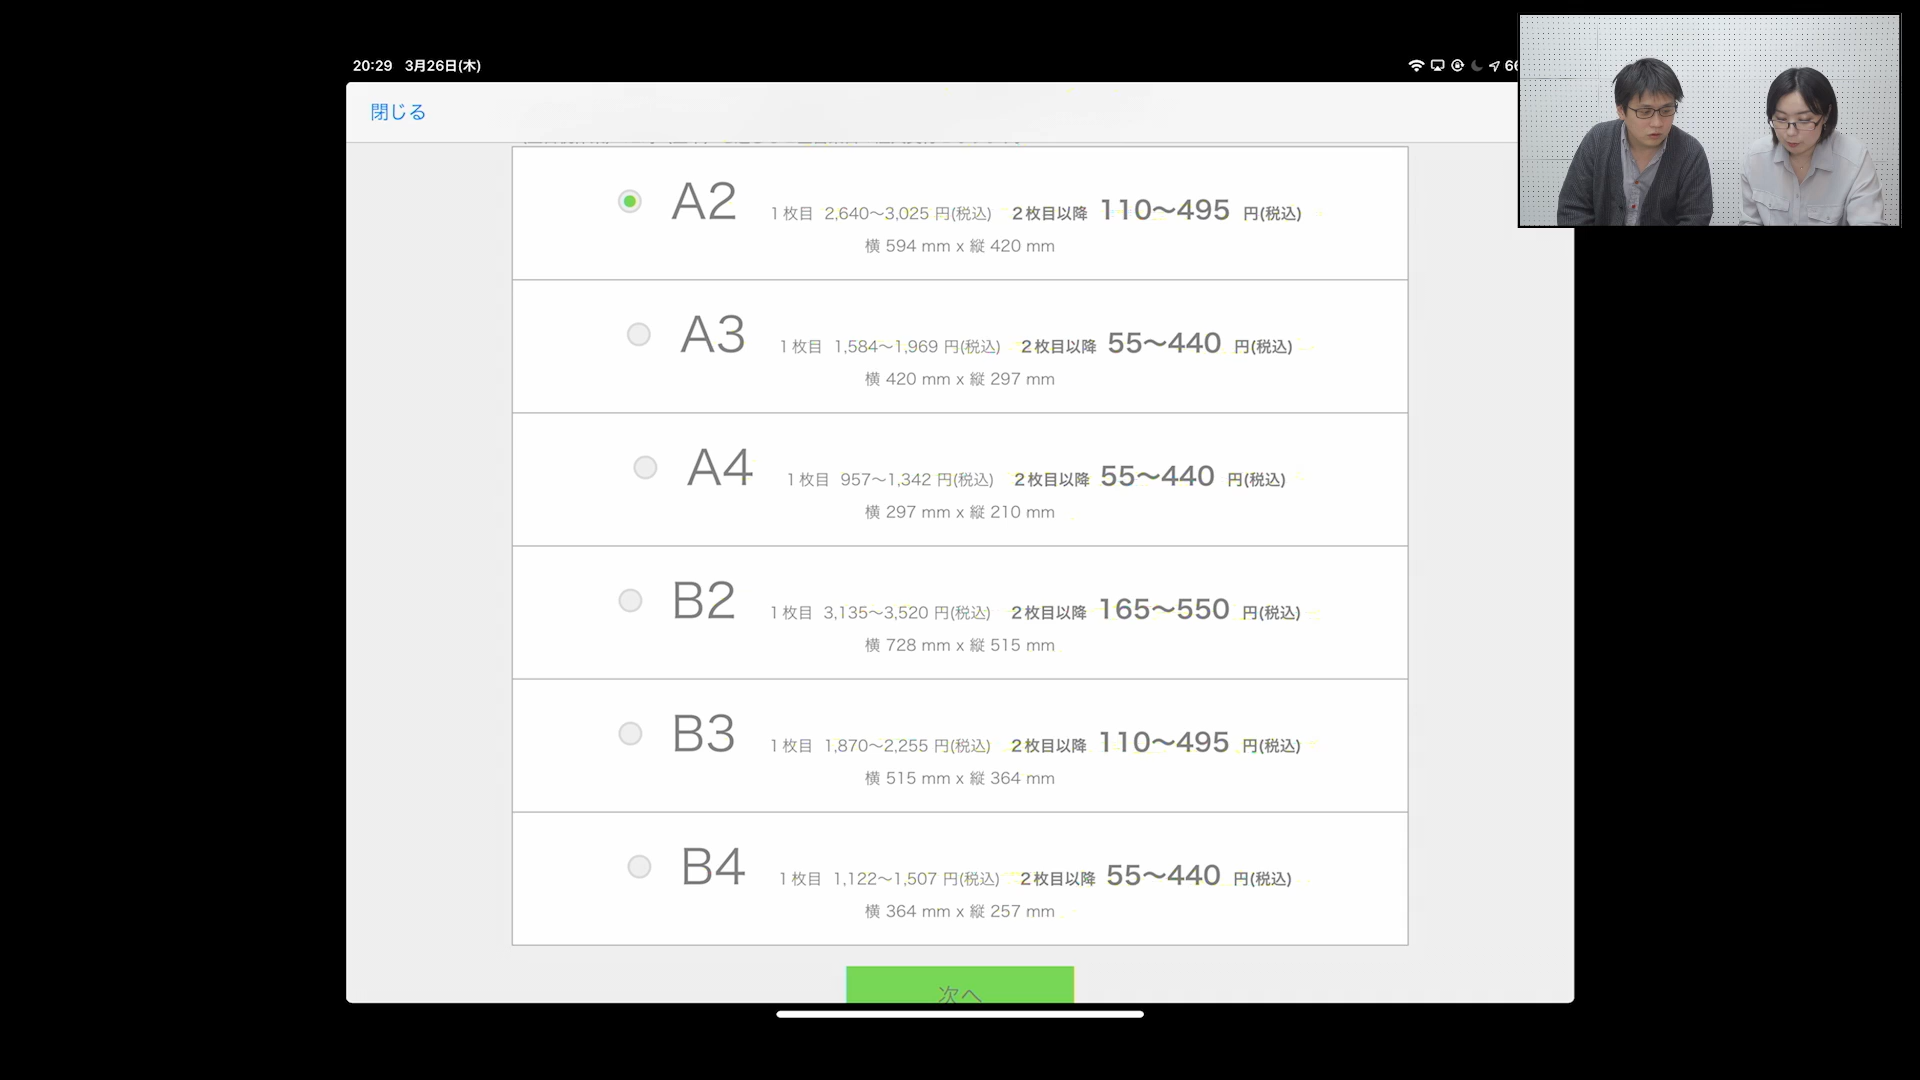 20:29 3月26日(木)
閉じる
A2 1枚目 2,640〜3,025 円(税込) 2枚目以降 110〜495 円(税込)
横 594 mm x 縦 420 mm
A3 1枚目 1,584〜1,969 円(税込) 2枚目以降 55〜440 円(税込)
横 420 mm x 縦 297 mm
A4 1枚目 957〜1,342 円(税込) 2枚目以降 55〜440 円(税込)
横 297 mm x 縦 210 mm
B2 1枚目 3,135〜3,520 円(税込) 2枚目以降 165〜550 円(税込)
横 728 mm x 縦 515 mm
B3 1枚目 1,870〜2,255 円(税込) 2枚目以降 110〜495 円(税込)
横 515 mm x 縦 364 mm
B4 1枚目 1,122〜1,507 円(税込) 2枚目以降 55〜440 円(税込)
横 364 mm x 縦 257 mm
次へ